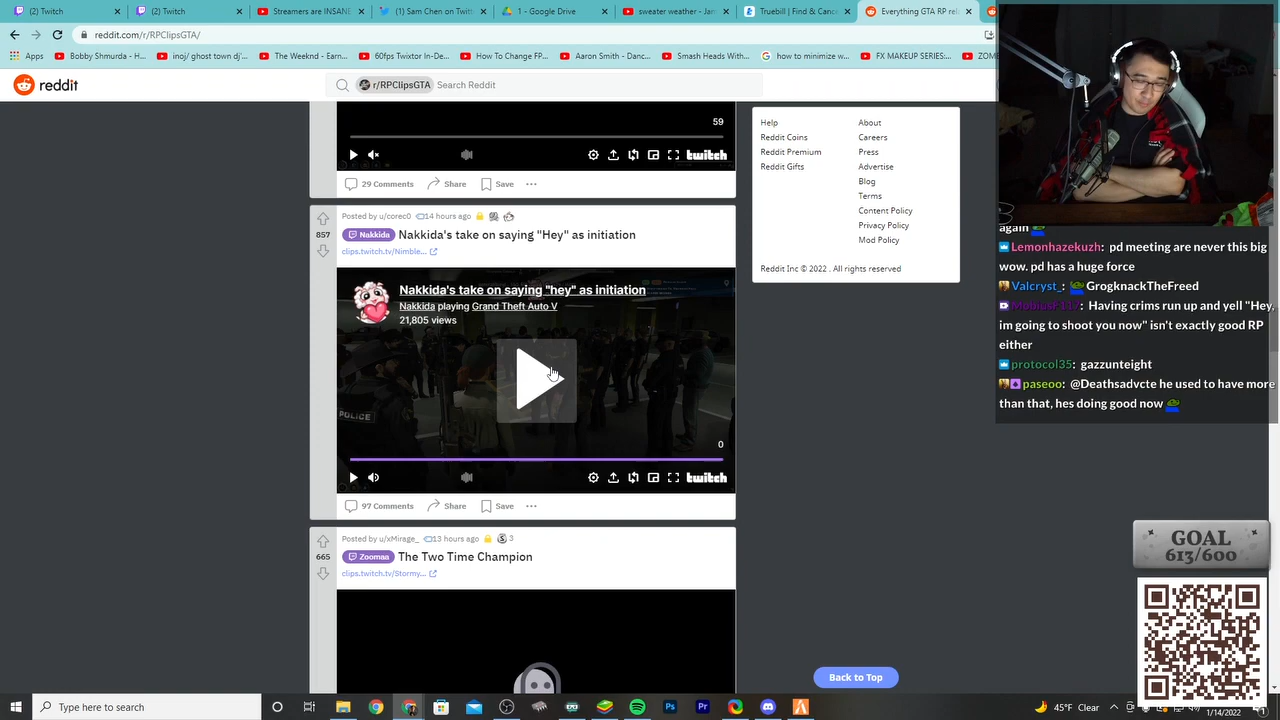 (2) Twitch
(2) Twitch
Streamers are INSANE
(1) Sam Chen on Twitt
1 - Google Drive
sweater weather - Jam
Truebill | Find & Canc
Everything GTA RP rel
reddit.com/r/RPClipsGTA/
Apps
Bobby Shmurda - H...
inoj/ ghost town dj'...
The Weeknd - Earn...
60fps Twixtor In-De...
How To Change FP...
Aaron Smith - Danc...
Smash Heads With...
how to minimize w...
FX MAKEUP SERIES:...
ZOM
reddit
r/RPClipsGTA
Search Reddit
59
twitch
29 Comments
Share
Save
Help
Reddit Coins
Reddit Premium
Reddit Gifts
About
Careers
Press
Advertise
Blog
Terms
Content Policy
Privacy Policy
Mod Policy
Reddit Inc © 2022 . All rights reserved
857
Posted by u/corec0 14 hours ago
Nakkida Nakkida's take on saying "Hey" as initiation
clips.twitch.tv/Nimble...
Nakkida's take on saying "hey" as initiation
Nakkida playing Grand Theft Auto V
21,805 views
POLICE
0
twitch
97 Comments
Share
Save
665
Posted by u/xMirage_ 13 hours ago 3
Zoomaa The Two Time Champion
clips.twitch.tv/Stormy...
Back to Top
again
Lemonhazekuzh: pd meeting are never this big
wow. pd has a huge force
Valcryst_: GrogknackTheFreed
Mobius F117: Having crims run up and yell "Hey,
im going to shoot you now" isn't exactly good RP
either
protocol35: gazzunteight
paseoo: @Deathsadvcte he used to have more
than that, hes doing good now
GOAL
613/600
Type here to search
45°F Clear
1/14/2022